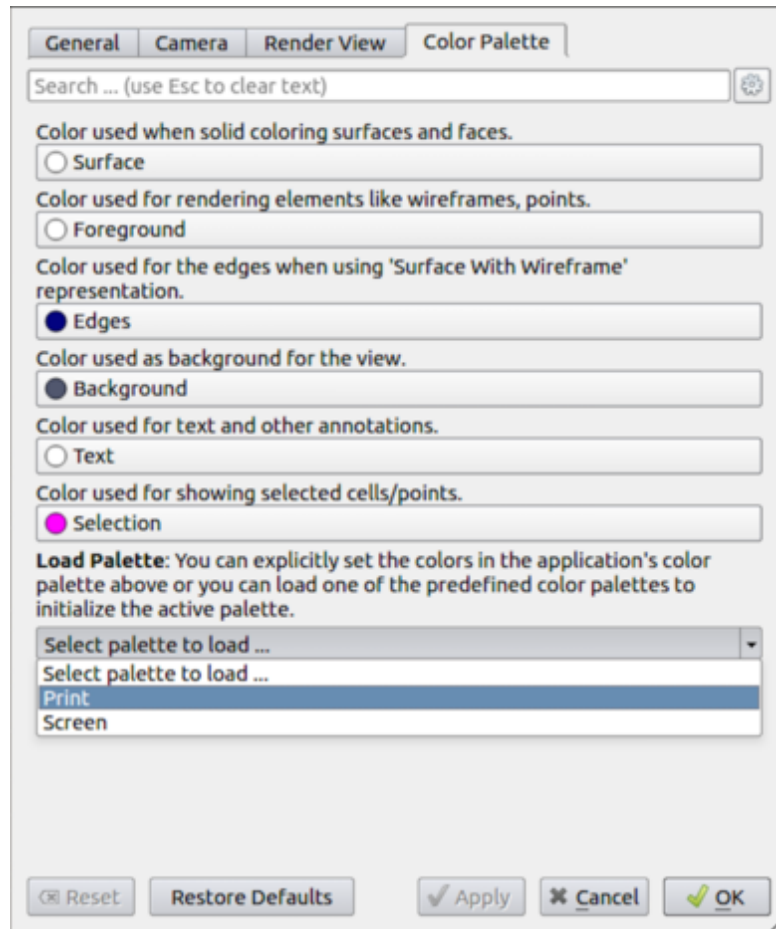 General Camera Render View Color Palette
Search ... (use Esc to clear text)
Color used when solid coloring surfaces and faces.
Surface
Color used for rendering elements like wireframes, points.
Foreground
Color used for the edges when using 'Surface With Wireframe'
representation.
Edges
Color used as background for the view.
Background
Color used for text and other annotations.
Text
Color used for showing selected cells/points.
Selection
Load Palette: You can explicitly set the colors in the application's color
palette above or you can load one of the predefined color palettes to
initialize the active palette.
Select palette to load ...
Select palette to load ...
Print
Screen
Reset Restore Defaults Apply Cancel OK